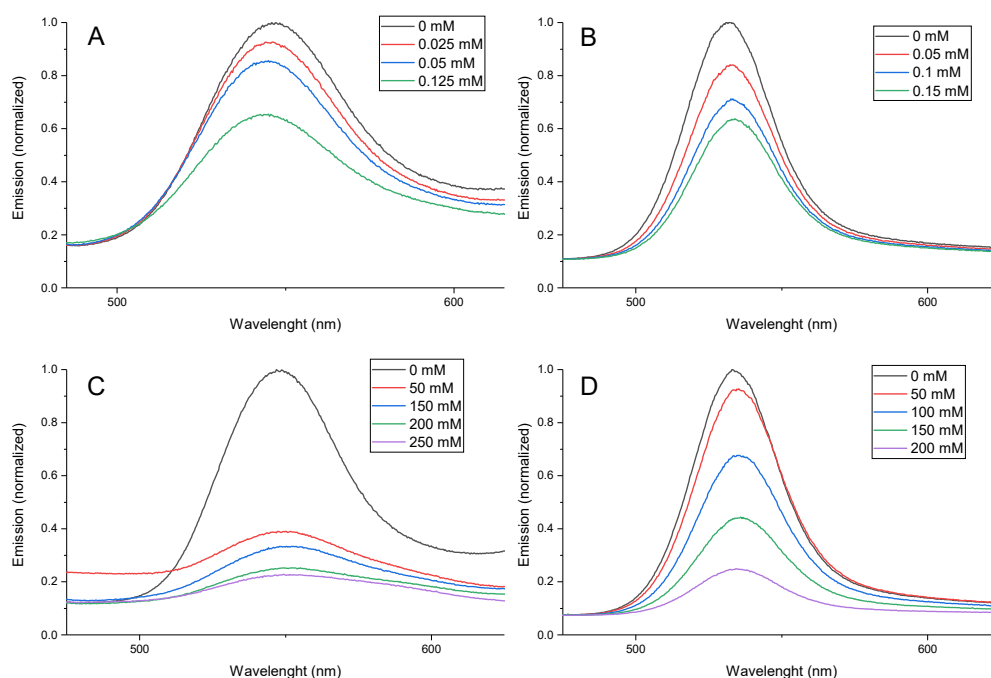 A
0 mM
0.025 mM
0.05 mM
0.125 mM
1.0
0.8
0.6
0.4
0.2
0.0
Emission (normalized)
500
600
Wavelenght (nm)
B
0 mM
0.05 mM
0.1 mM
0.15 mM
1.0
0.8
0.6
0.4
0.2
0.0
Emission (normalized)
500
600
Wavelenght (nm)
C
0 mM
50 mM
150 mM
200 mM
250 mM
1.0
0.8
0.6
0.4
0.2
0.0
Emission (normalized)
500
600
Wavelenght (nm)
D
0 mM
50 mM
100 mM
150 mM
200 mM
1.0
0.8
0.6
0.4
0.2
0.0
Emission (normalized)
500
600
Wavelenght (nm)